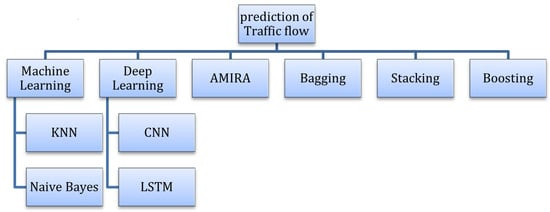 prediction of
Traffic flow
Machine
Learning
Deep
Learning
AMIRA
Bagging
Stacking
Boosting
KNN
CNN
Naive Bayes
LSTM